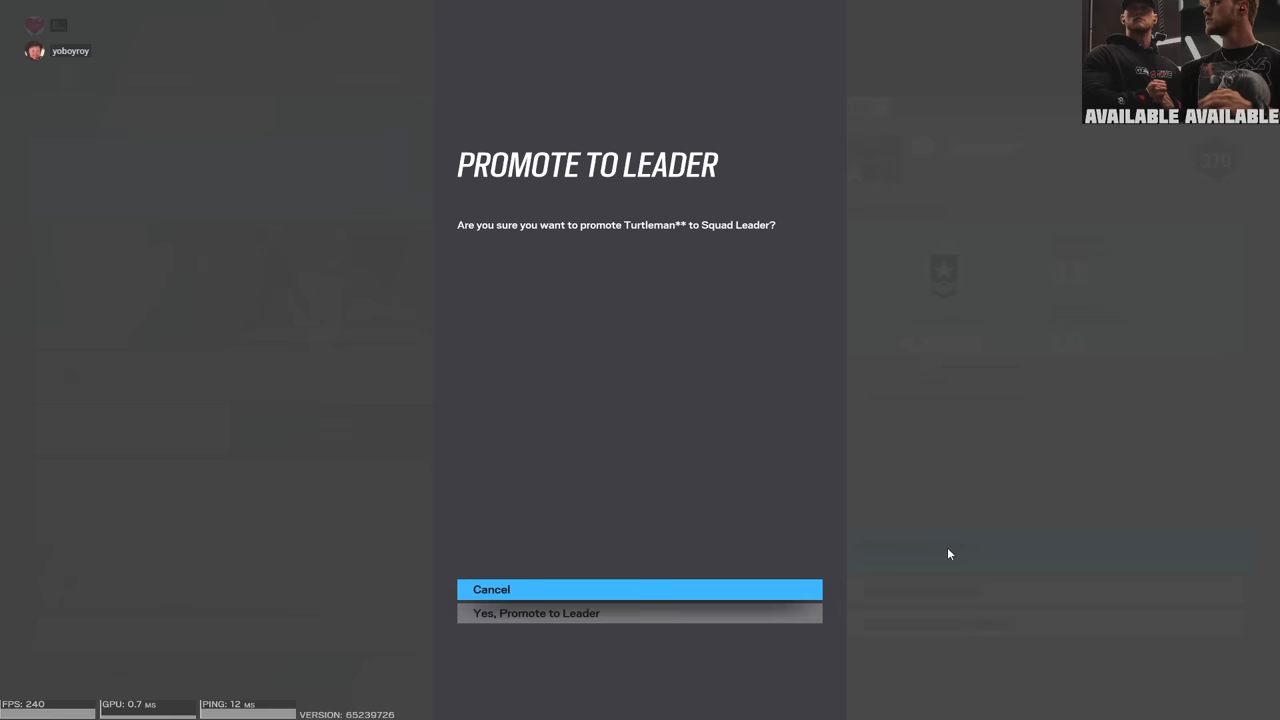 yoboyroy
AVAILABLE AVAILABLE
370
PROMOTE TO LEADER
Are you sure you want to promote Turtleman** to Squad Leader?
Cancel
Yes, Promote to Leader
FPS: 240
GPU: 0.7 MS
PING: 12 MS
VERSION: 65239726